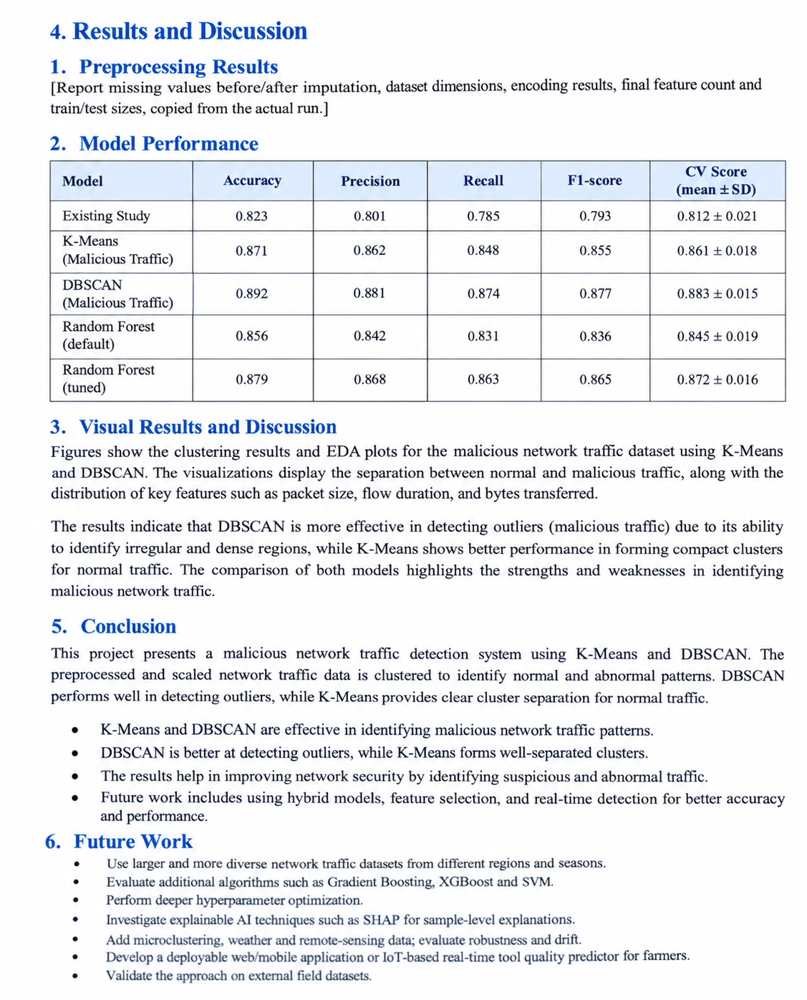 4. Results and Discussion
1. Preprocessing Results
[Report missing values before/after imputation, dataset dimensions, encoding results, final feature count and
train/test sizes, copied from the actual run.]
2. Model Performance
Model Accuracy Precision Recall F1-score CV Score (mean ± SD)
Existing Study 0.823 0.801 0.785 0.793 0.812 ± 0.021
K-Means (Malicious Traffic) 0.871 0.862 0.848 0.855 0.861 ± 0.018
DBSCAN (Malicious Traffic) 0.892 0.881 0.874 0.877 0.883 ± 0.015
Random Forest (default) 0.856 0.842 0.831 0.836 0.845 ± 0.019
Random Forest (tuned) 0.879 0.868 0.863 0.865 0.872 ± 0.016
3. Visual Results and Discussion
Figures show the clustering results and EDA plots for the malicious network traffic dataset using K-Means
and DBSCAN. The visualizations display the separation between normal and malicious traffic, along with the
distribution of key features such as packet size, flow duration, and bytes transferred.
The results indicate that DBSCAN is more effective in detecting outliers (malicious traffic) due to its ability
to identify irregular and dense regions, while K-Means shows better performance in forming compact clusters
for normal traffic. The comparison of both models highlights the strengths and weaknesses in identifying
malicious network traffic.
5. Conclusion
This project presents a malicious network traffic detection system using K-Means and DBSCAN. The
preprocessed and scaled network traffic data is clustered to identify normal and abnormal patterns. DBSCAN
performs well in detecting outliers, while K-Means provides clear cluster separation for normal traffic.
• K-Means and DBSCAN are effective in identifying malicious network traffic patterns.
• DBSCAN is better at detecting outliers, while K-Means forms well-separated clusters.
• The results help in improving network security by identifying suspicious and abnormal traffic.
• Future work includes using hybrid models, feature selection, and real-time detection for better accuracy
and performance.
6. Future Work
• Use larger and more diverse network traffic datasets from different regions and seasons.
• Evaluate additional algorithms such as Gradient Boosting, XGBoost and SVM.
• Perform deeper hyperparameter optimization.
• Investigate explainable AI techniques such as SHAP for sample-level explanations.
• Add microclustering, weather and remote-sensing data; evaluate robustness and drift.
• Develop a deployable web/mobile application or IoT-based real-time tool quality predictor for farmers.
• Validate the approach on external field datasets.